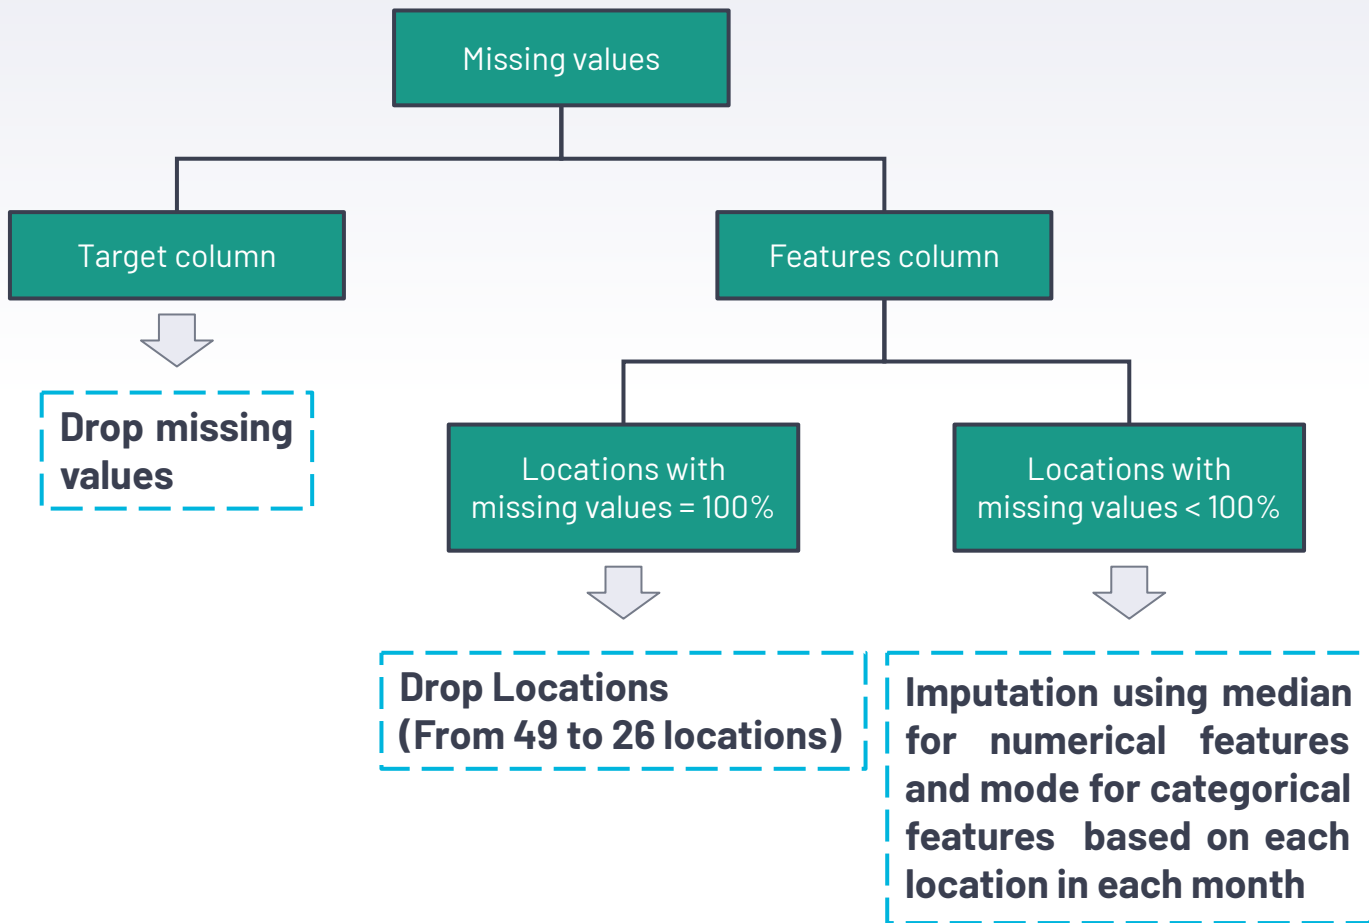 Missing values
Target column
Features column
Drop missing
values
Locations with
missing values = 100%
Locations with
missing values < 100%
Drop Locations
(From 49 to 26 locations)
Imputation using median
for numerical features
and mode for categorical
features based on each
location in each month